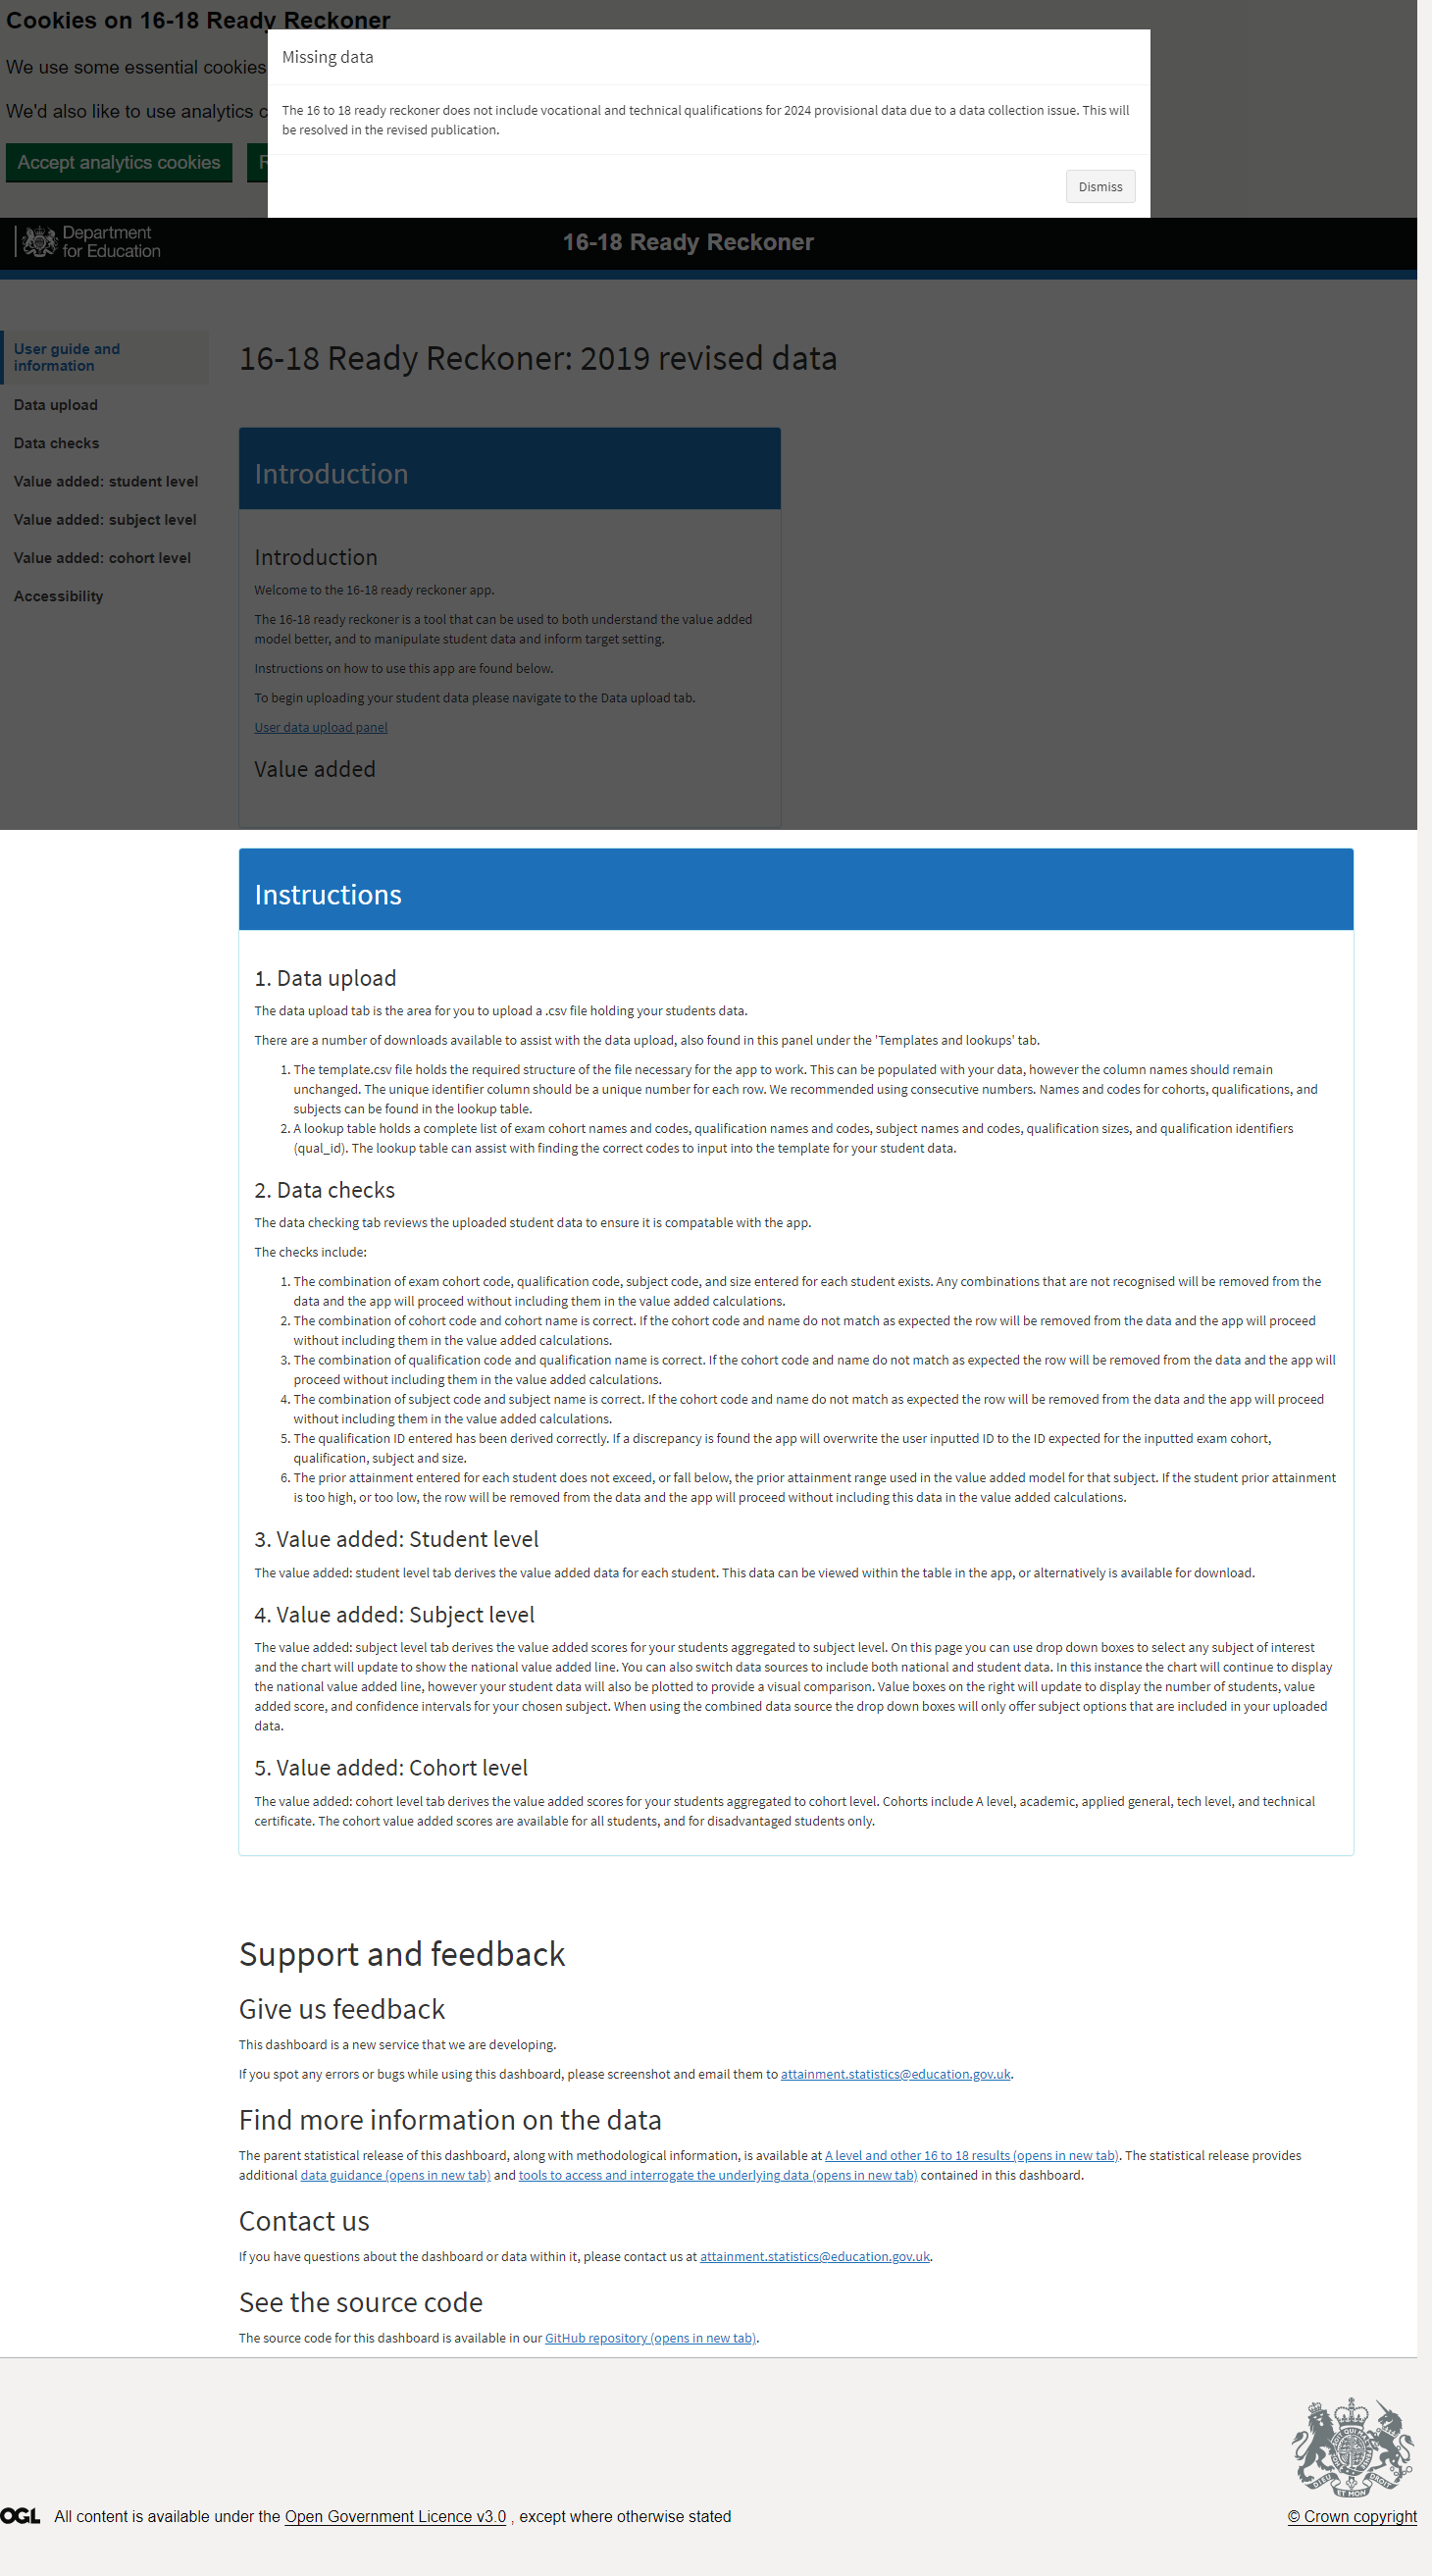 Cookies on 16-18 Ready Reckoner
We use some essential cookies
We'd also like to use analytics c
Accept analytics cookies
Missing data
The 16 to 18 ready reckoner does not include vocational and technical qualifications for 2024 provisional data due to a data collection issue. This will
be resolved in the revised publication.
Dismiss
Department
for Education
16-18 Ready Reckoner
User guide and
information
Data upload
Data checks
Value added: student level
Value added: subject level
Value added: cohort level
Accessibility
16-18 Ready Reckoner: 2019 revised data
Introduction
Introduction
Welcome to the 16-18 ready reckoner app.
The 16-18 ready reckoner is a tool that can be used to both understand the value added
model better, and to manipulate student data and inform target setting.
Instructions on how to use this app are found below.
To begin uploading your student data please navigate to the Data upload tab.
User data upload panel
Value added
Instructions
1. Data upload
The data upload tab is the area for you to upload a .csv file holding your students data.
There are a number of downloads available to assist with the data upload, also found in this panel under the 'Templates and lookups' tab.
1. The template.csv file holds the required structure of the file necessary for the app to work. This can be populated with your data, however the column names should remain
unchanged. The unique identifier column should be a unique number for each row. We recommended using consecutive numbers. Names and codes for cohorts, qualifications, and
subjects can be found in the lookup table.
2. A lookup table holds a complete list of exam cohort names and codes, qualification names and codes, subject names and codes, qualification sizes, and qualification identifiers
(qual_id). The lookup table can assist with finding the correct codes to input into the template for your student data.
2. Data checks
The data checking tab reviews the uploaded student data to ensure it is compatable with the app.
The checks include:
1. The combination of exam cohort code, qualification code, subject code, and size entered for each student exists. Any combinations that are not recognised will be removed from the
data and the app will proceed without including them in the value added calculations.
2. The combination of cohort code and cohort name is correct. If the cohort code and name do not match as expected the row will be removed from the data and the app will proceed
without including them in the value added calculations.
3. The combination of qualification code and qualification name is correct. If the cohort code and name do not match as expected the row will be removed from the data and the app will
proceed without including them in the value added calculations.
4. The combination of subject code and subject name is correct. If the cohort code and name do not match as expected the row will be removed from the data and the app will proceed
without including them in the value added calculations.
5. The qualification ID entered has been derived correctly. If a discrepancy is found the app will overwrite the user inputted ID to the ID expected for the inputted exam cohort,
qualification, subject and size.
6. The prior attainment entered for each student does not exceed, or fall below, the prior attainment range used in the value added model for that subject. If the student prior attainment
is too high, or too low, the row will be removed from the data and the app will proceed without including this data in the value added calculations.
3. Value added: Student level
The value added: student level tab derives the value added data for each student. This data can be viewed within the table in the app, or alternatively is available for download.
4. Value added: Subject level
The value added: subject level tab derives the value added scores for your students aggregated to subject level. On this page you can use drop down boxes to select any subject of interest
and the chart will update to show the national value added line. You can also switch data sources to include both national and student data. In this instance the chart will continue to display
the national value added line, however your student data will also be plotted to provide a visual comparison. Value boxes on the right will update to display the number of students, value
added score, and confidence intervals for your chosen subject. When using the combined data source the drop down boxes will only offer subject options that are included in your uploaded
data.
5. Value added: Cohort level
The value added: cohort level tab derives the value added scores for your students aggregated to cohort level. Cohorts include A level, academic, applied general, tech level, and technical
certificate. The cohort value added scores are available for all students, and for disadvantaged students only.
Support and feedback
Give us feedback
This dashboard is a new service that we are developing.
If you spot any errors or bugs while using this dashboard, please screenshot and email them to attainment.statistics@education.gov.uk.
Find more information on the data
The parent statistical release of this dashboard, along with methodological information, is available at A level and other 16 to 18 results (opens in new tab). The statistical release provides
additional data guidance (opens in new tab) and tools to access and interrogate the underlying data (opens in new tab) contained in this dashboard.
Contact us
If you have questions about the dashboard or data within it, please contact us at attainment.statistics@education.gov.uk.
See the source code
The source code for this dashboard is available in our GitHub repository (opens in new tab).
OGL All content is available under the Open Government Licence v3.0 , except where otherwise stated
© Crown copyright